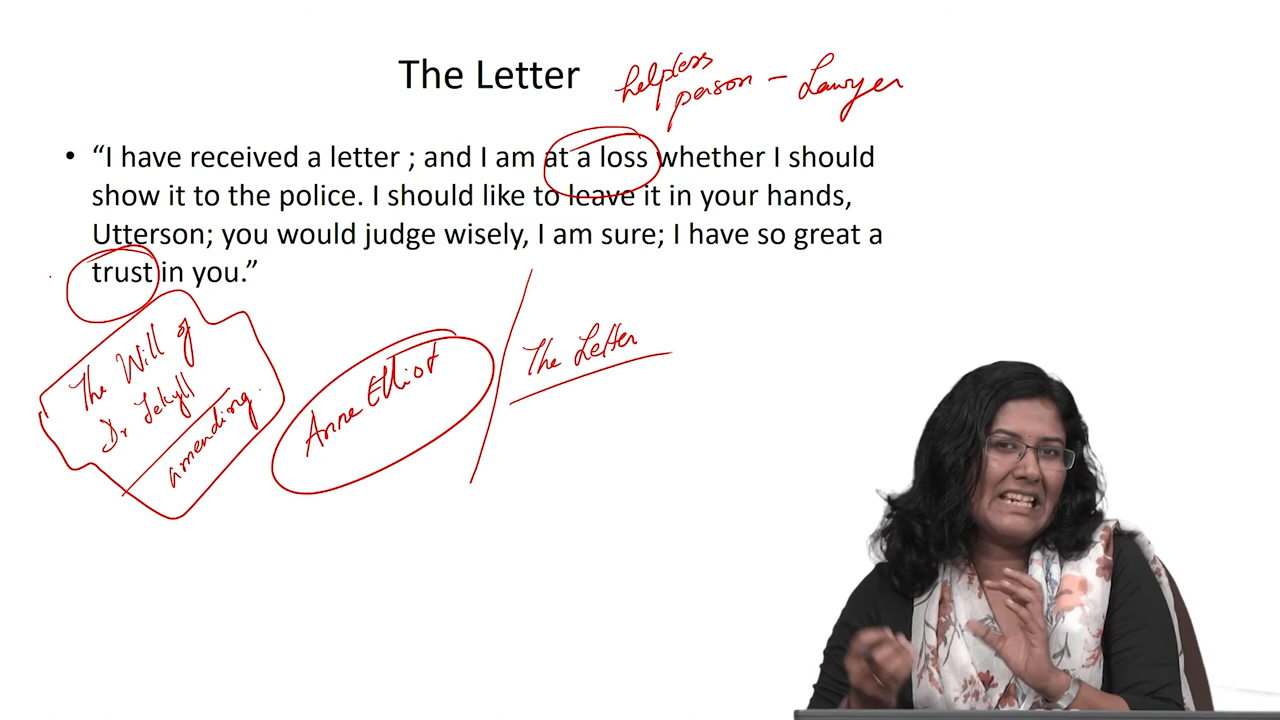 The Letter
helpless
person - Lawyer
• “I have received a letter ; and I am at a loss whether I should
show it to the police. I should like to leave it in your hands,
Utterson; you would judge wisely, I am sure; I have so great a
trust in you.”
The Will of
Dr Jekyll
amending.
Anne Elliot
The Letter